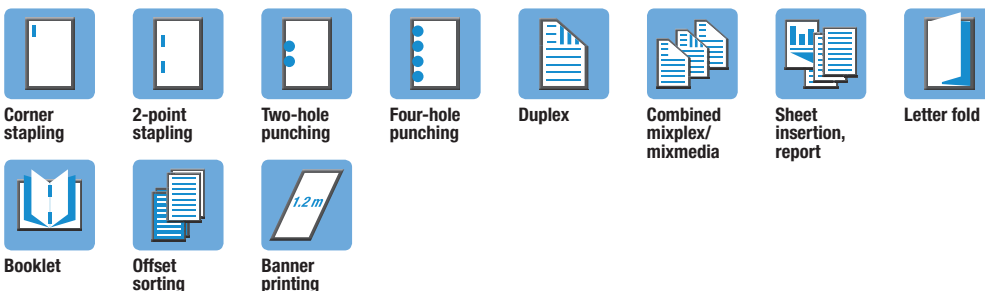 Corner
stapling
2-point
stapling
Two-hole
punching
Four-hole
punching
Duplex
Combined
mixplex/
mixmedia
Sheet
insertion,
report
Letter fold
1.2 m
Booklet
Offset
sorting
Banner
printing